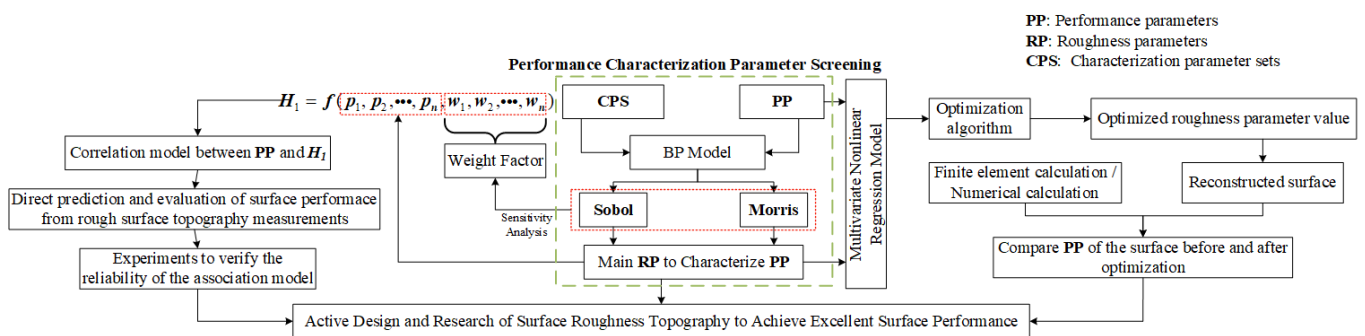 PP: Performance parameters
RP: Roughness parameters
CPS: Characterization parameter sets
Performance Characterization Parameter Screening
H₁ = f(p₁, p₂,•••, pₙ, w₁, w₂,•••, wₙ)
CPS
PP
BP Model
Sobol
Morris
Main RP to Characterize PP
Weight Factor
Sensitivity
Analysis
Correlation model between PP and H₁
Direct prediction and evaluation of surface performace
from rough surface topography measurements
Experiments to verify the
reliability of the association model
Multivariate Nonlinear
Regression Model
Optimization
algorithm
Optimized roughness parameter value
Finite element calculation /
Numerical calculation
Reconstructed surface
Compare PP of the surface before and after
optimization
Active Design and Research of Surface Roughness Topography to Achieve Excellent Surface Performance